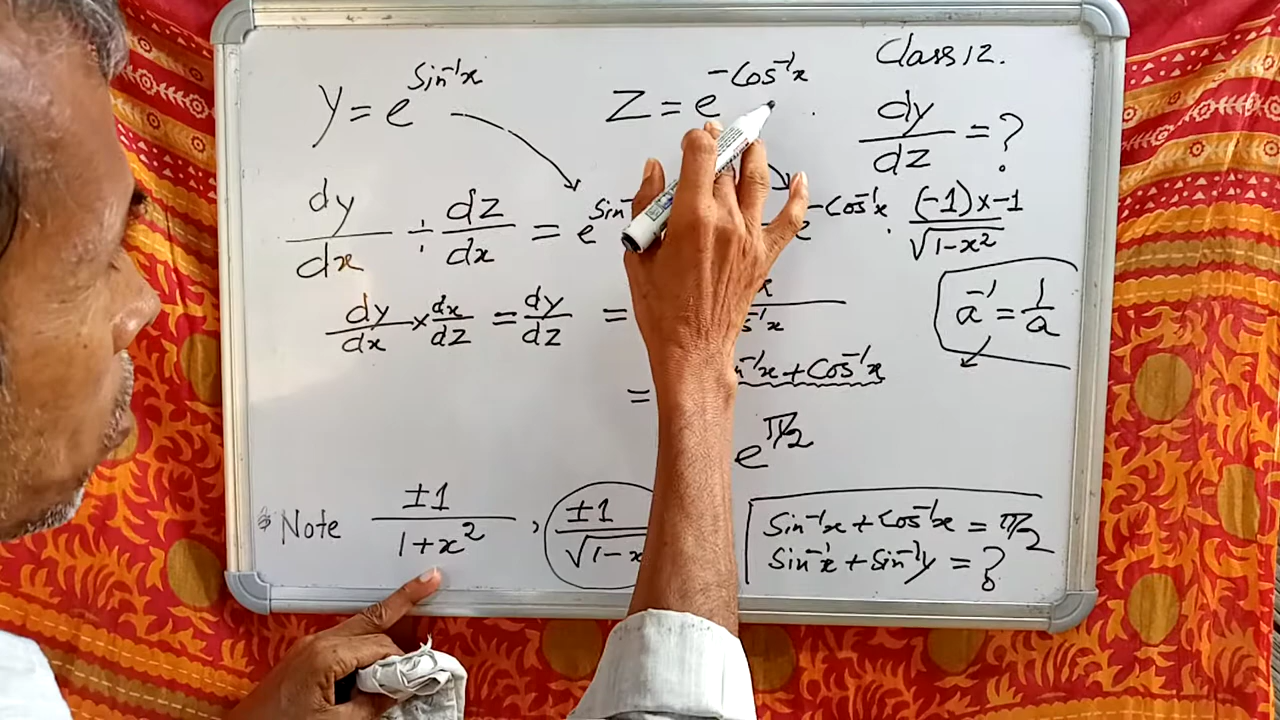 Class 12.
y = e^{Sin⁻¹x}
Z = e^{-Cos⁻¹x}
dy/dZ = ?
dy/dx ÷ dZ/dx = e^{Sin
e^{-Cos⁻¹x} · (-1)x-1/√1-x²
dy/dx × dx/dZ = dy/dZ =
a⁻¹ = 1/a
= x + Cos⁻¹x
e^{π/2}
Note ±1/1+x² , ±1/√1-x
Sin⁻¹x + Cos⁻¹x = π/2
Sin⁻¹x + Sin⁻¹y = ?